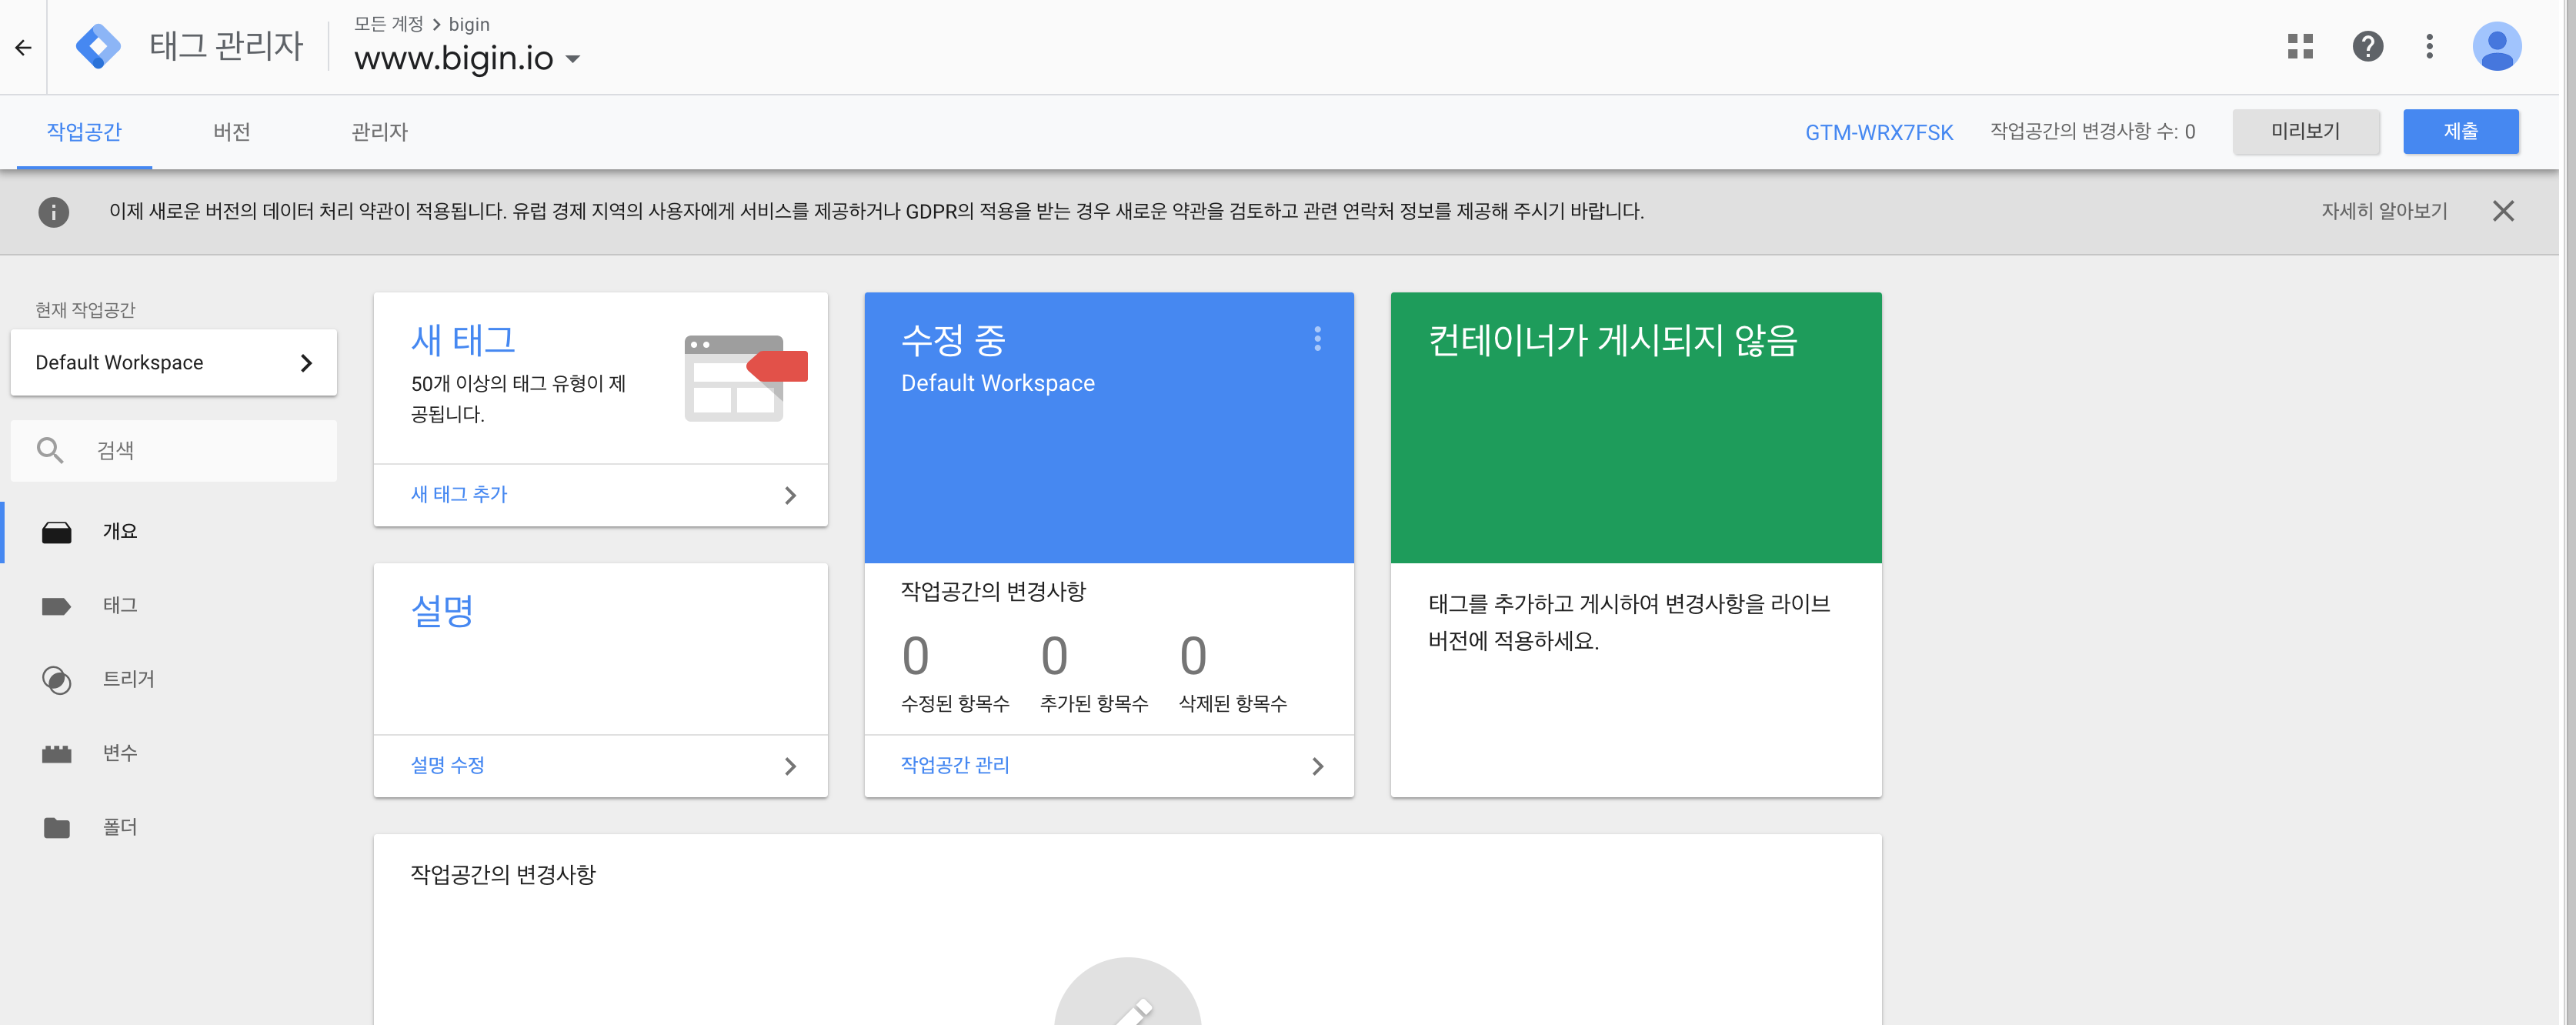 모든 계정 > bigin
태그 관리자
www.bigin.io
작업공간
버전
관리자
GTM-WRX7FSK
작업공간의 변경사항 수: 0
미리보기
제출
이제 새로운 버전의 데이터 처리 약관이 적용됩니다. 유럽 경제 지역의 사용자에게 서비스를 제공하거나 GDPR의 적용을 받는 경우 새로운 약관을 검토하고 관련 연락처 정보를 제공해 주시기 바랍니다.
자세히 알아보기
현재 작업공간
Default Workspace
검색
개요
태그
트리거
변수
폴더
새 태그
50개 이상의 태그 유형이 제
공됩니다.
새 태그 추가
설명
설명 수정
수정 중
Default Workspace
작업공간의 변경사항
0 0 0
수정된 항목수 추가된 항목수 삭제된 항목수
작업공간 관리
컨테이너가 게시되지 않음
태그를 추가하고 게시하여 변경사항을 라이브
버전에 적용하세요.
작업공간의 변경사항